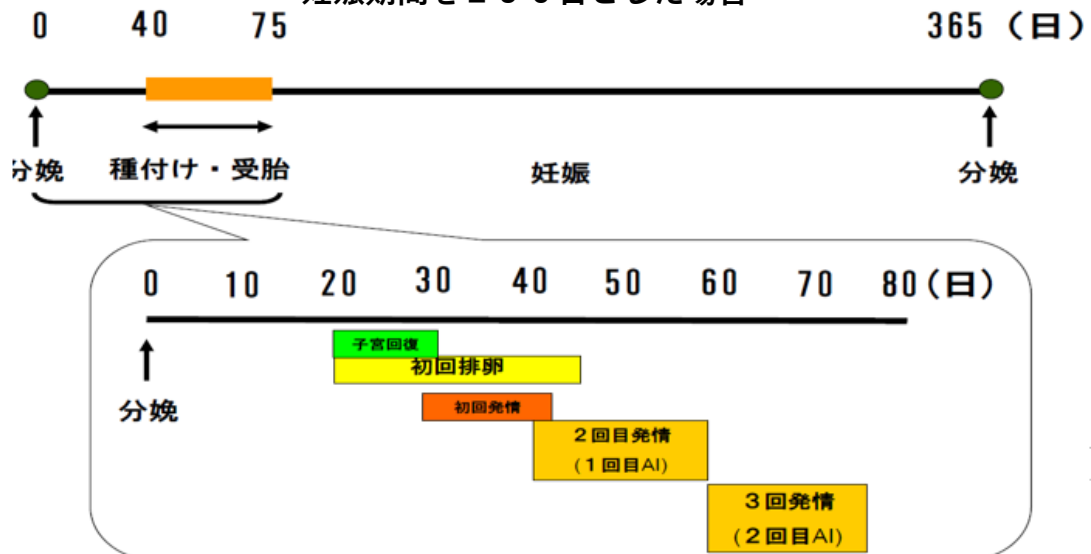 0 40 75 365 (日)
分娩 種付け・受胎 妊娠 分娩
0 10 20 30 40 50 60 70 80(日)
子宮回復
初回排卵
分娩
初回発情
2回目発情
(1回目AI)
3回発情
(2回目AI)